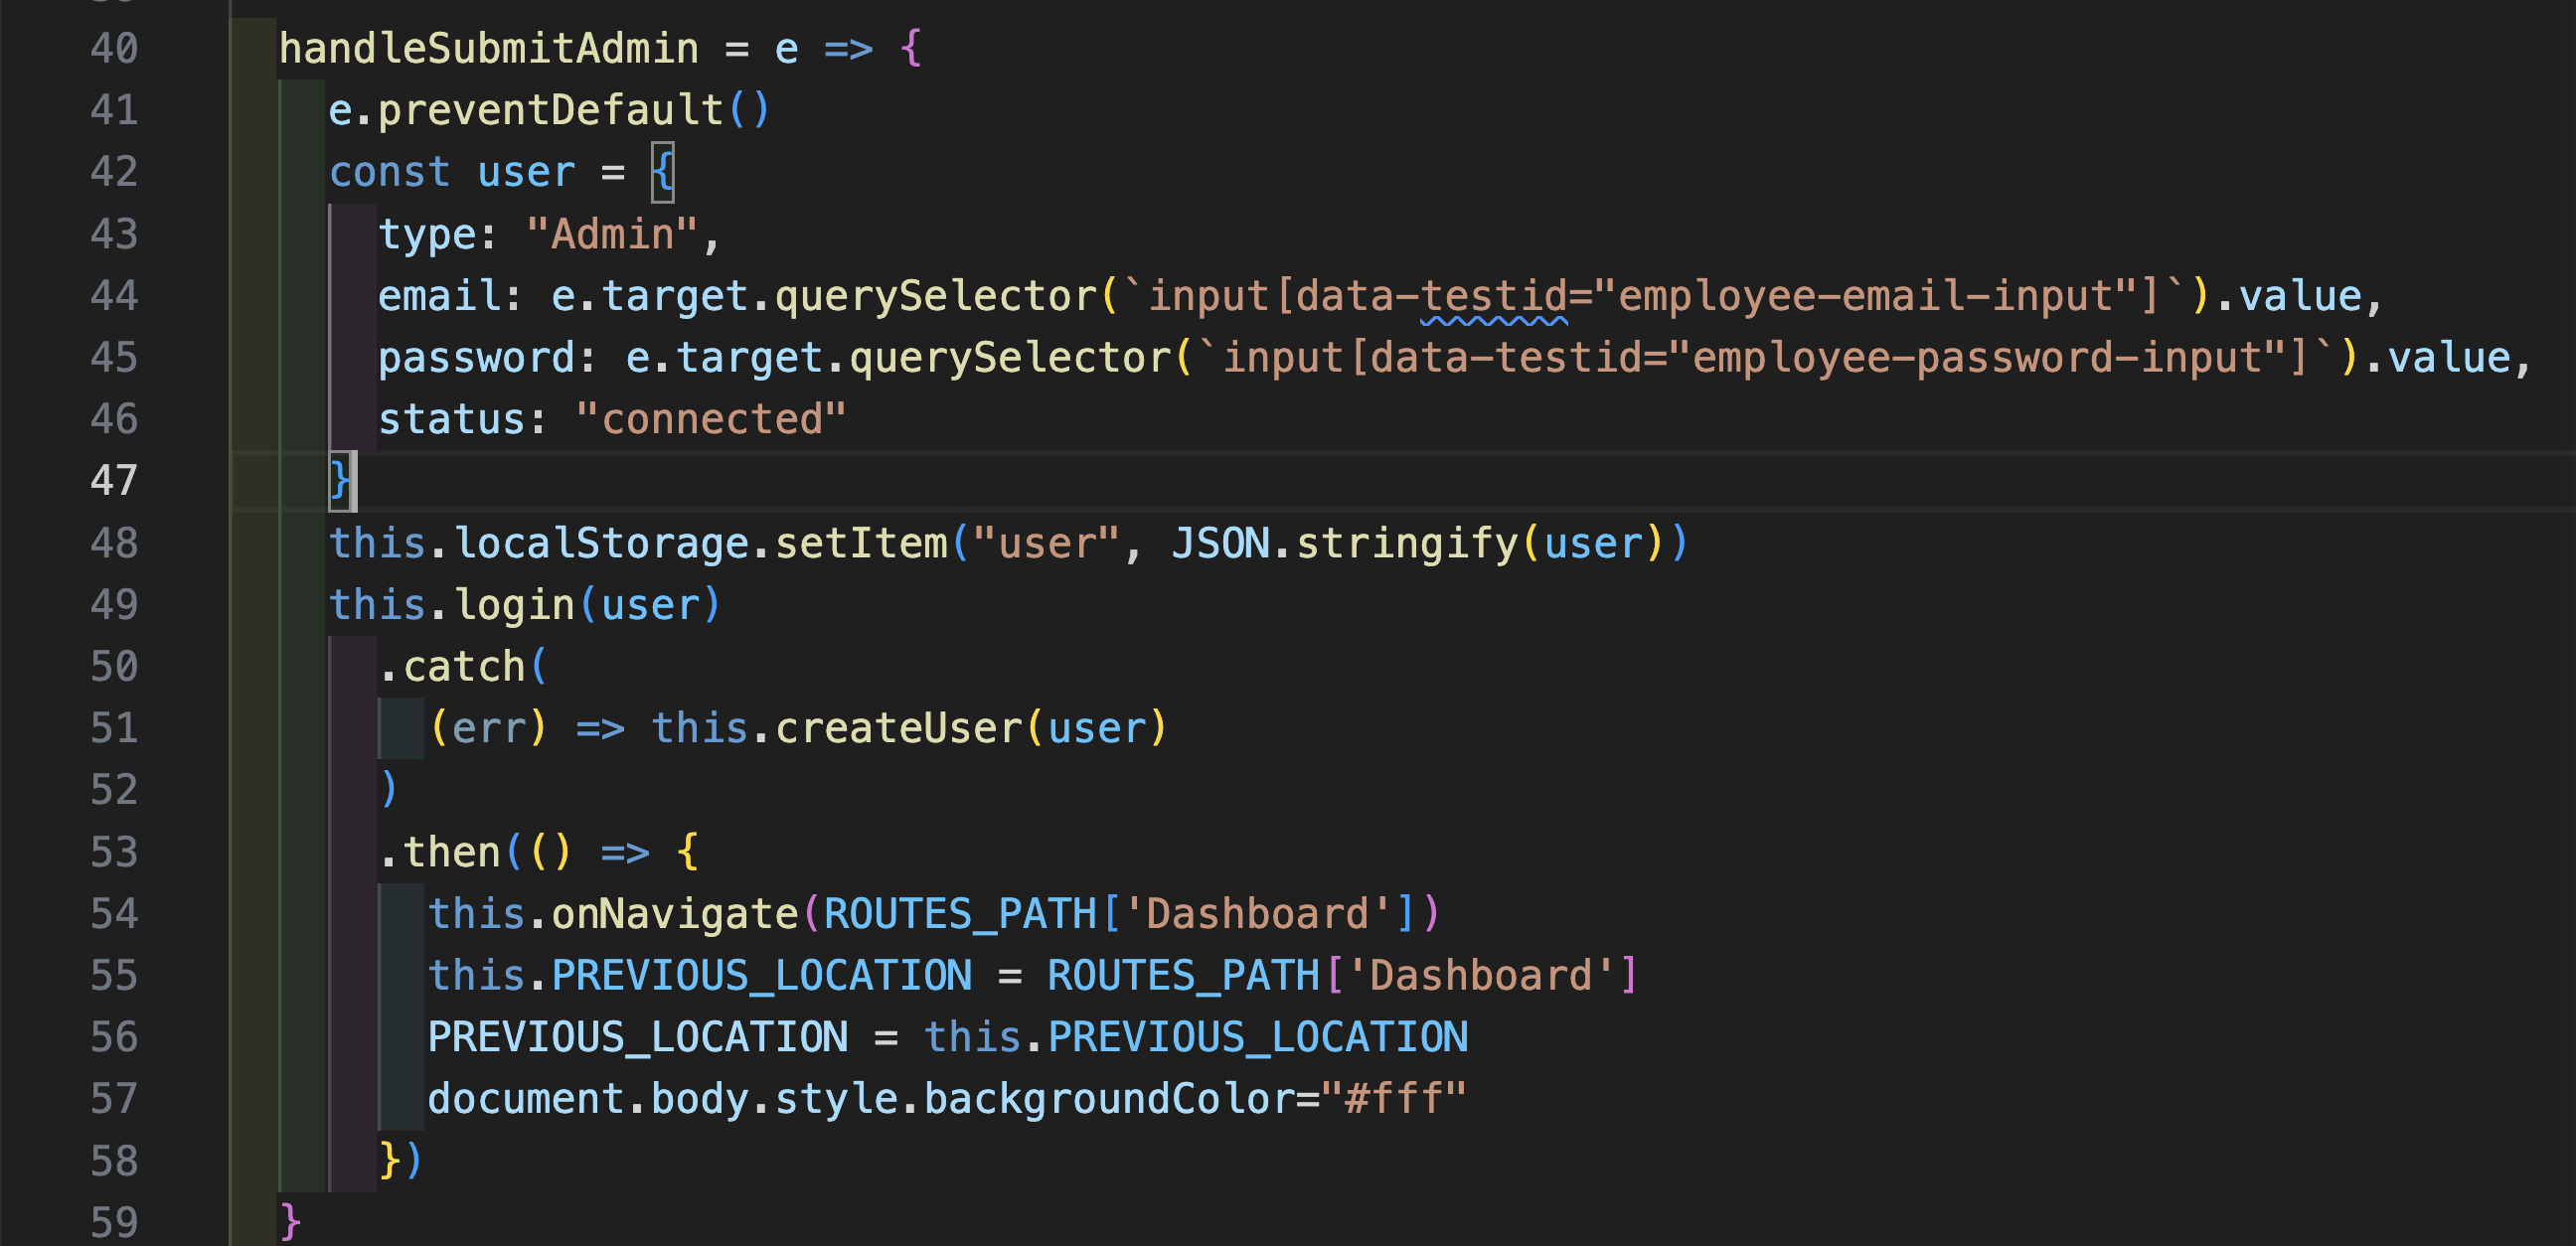 40 handleSubmitAdmin = e => {
41 e.preventDefault()
42 const user = {
43 type: "Admin",
44 email: e.target.querySelector(`input[data-testid="employee-email-input"]`).value,
45 password: e.target.querySelector(`input[data-testid="employee-password-input"]`).value,
46 status: "connected"
47 }
48 this.localStorage.setItem("user", JSON.stringify(user))
49 this.login(user)
50 .catch(
51 (err) => this.createUser(user)
52 )
53 .then(() => {
54 this.onNavigate(ROUTES_PATH['Dashboard'])
55 this.PREVIOUS_LOCATION = ROUTES_PATH['Dashboard']
56 PREVIOUS_LOCATION = this.PREVIOUS_LOCATION
57 document.body.style.backgroundColor="#fff"
58 })
59 }